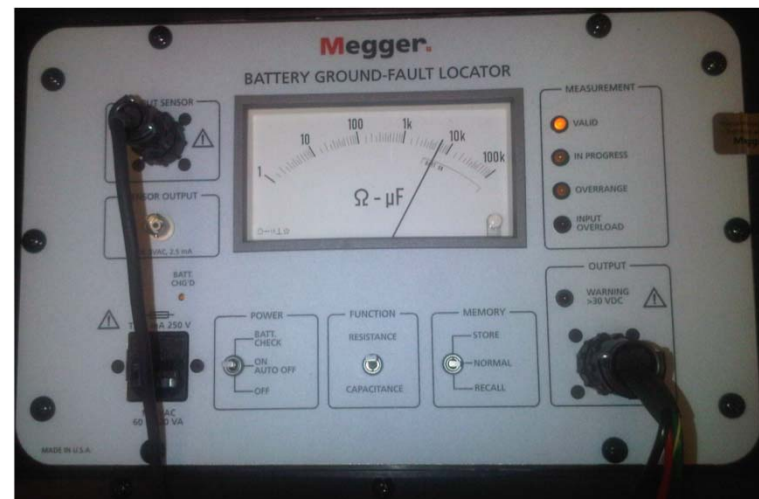 Megger.
BATTERY GROUND-FAULT LOCATOR
SENSOR
1
10
100
1k
10k
100k
Ω - µF
OUTPUT
BATT.
CHG'D
250 V
MADE IN U.S.A.
POWER
BATT.
CHECK
ON
AUTO OFF
OFF
FUNCTION
RESISTANCE
CAPACITANCE
MEMORY
STORE
NORMAL
RECALL
MEASUREMENT
VALID
IN PROGRESS
OVERRANGE
INPUT
OVERLOAD
OUTPUT
WARNING
>30 VDC